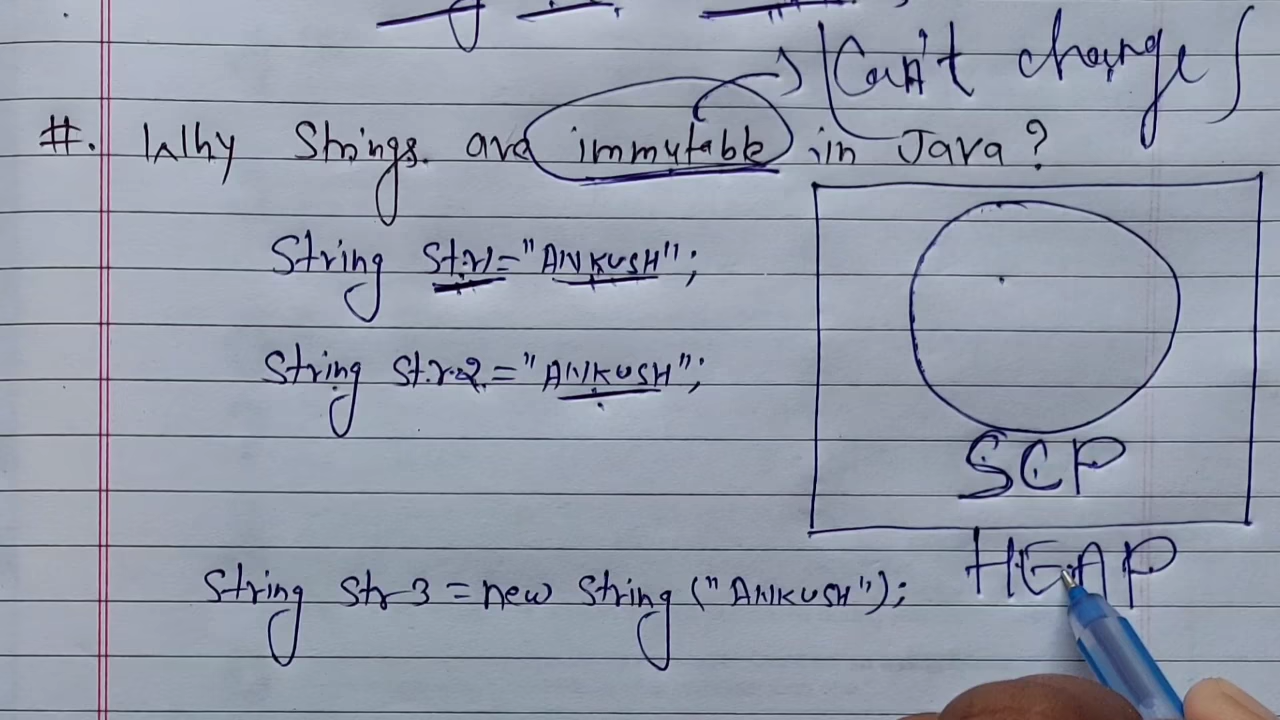 Can't change
#. Why Strings are immutable in Java?
String Str1="ANKUSH";
String Str2="ANKUSH";
SCP
HEAP
String Str3=new String("ANKUSH");